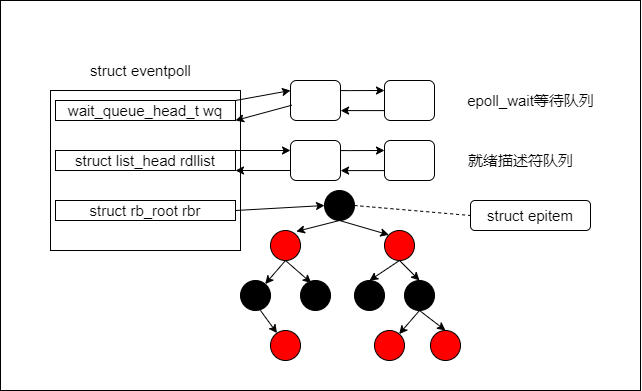 struct eventpoll
wait_queue_head_t wq
epoll_wait等待队列
struct list_head rdllist
就绪描述符队列
struct rb_root rbr
struct epitem